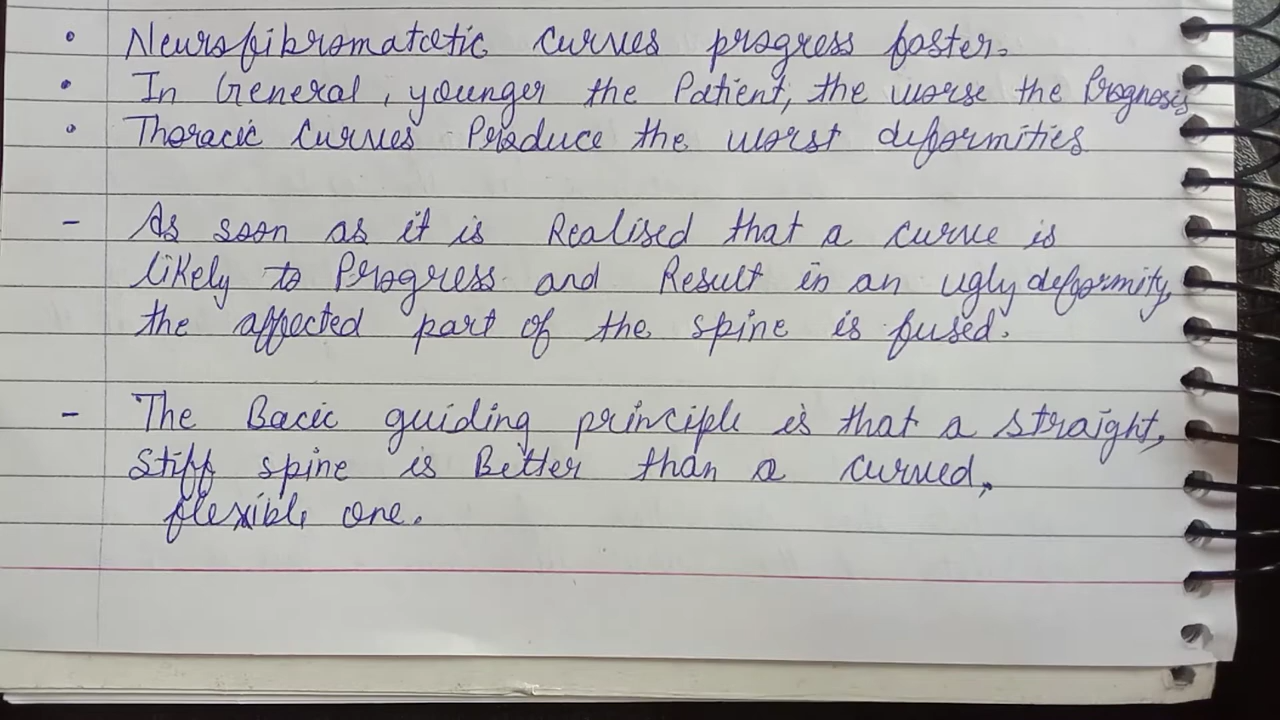 • Neurofibromatotic curves progress faster.
• In General, younger the Patient, the worse the Prognosis
• Thoracic Curves Produce the worst deformities
- As soon as it is Realised that a curve is
likely to Progress and Result in an ugly deformity,
the affected part of the spine is fused.
- The Bacic guiding principle is that a straight,
stiff spine is Better than a curved,
flexible one.